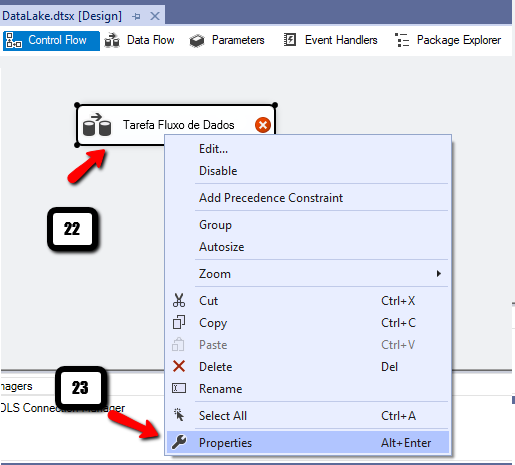 DataLake.dtsx [Design]
Control Flow
Data Flow
Parameters
Event Handlers
Package Explorer
Tarefa Fluxo de Dados
22
Edit...
Disable
Add Precedence Constraint
Group
Autosize
Zoom
Cut Ctrl+X
Copy Ctrl+C
Paste Ctrl+V
Delete Del
Rename
Select All Ctrl+A
Properties Alt+Enter
nagers
23
DLS Connection Manager